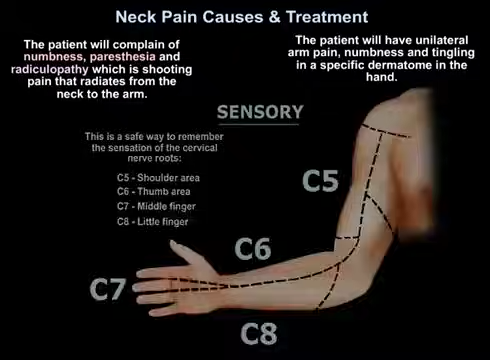 Neck Pain Causes & Treatment
The patient will complain of
numbness, paresthesia and
radiculopathy which is shooting
pain that radiates from the
neck to the arm.
The patient will have unilateral
arm pain, numbness and tingling
in a specific dermatome in the
hand.
SENSORY
This is a safe way to remember
the sensation of the cervical
nerve roots:
C5 - Shoulder area
C6 - Thumb area
C7 - Middle finger
C8 - Little finger
C5
C6
C7
C8